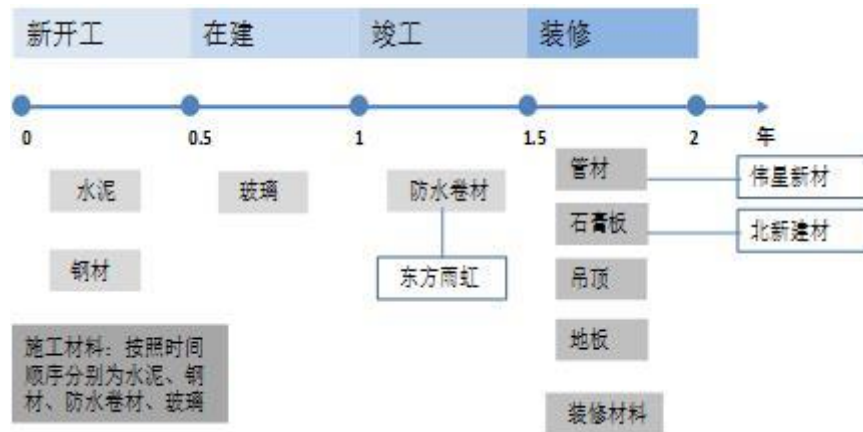 新开工 在建 竣工 装修
0 0.5 1 1.5 2 年
水泥 玻璃 防水卷材 管材 伟星新材
石膏板 北新建材
钢材 东方雨虹 吊顶
地板
施工材料：按照时间
顺序分别为水泥、钢
材、防水卷材、玻璃
装修材料